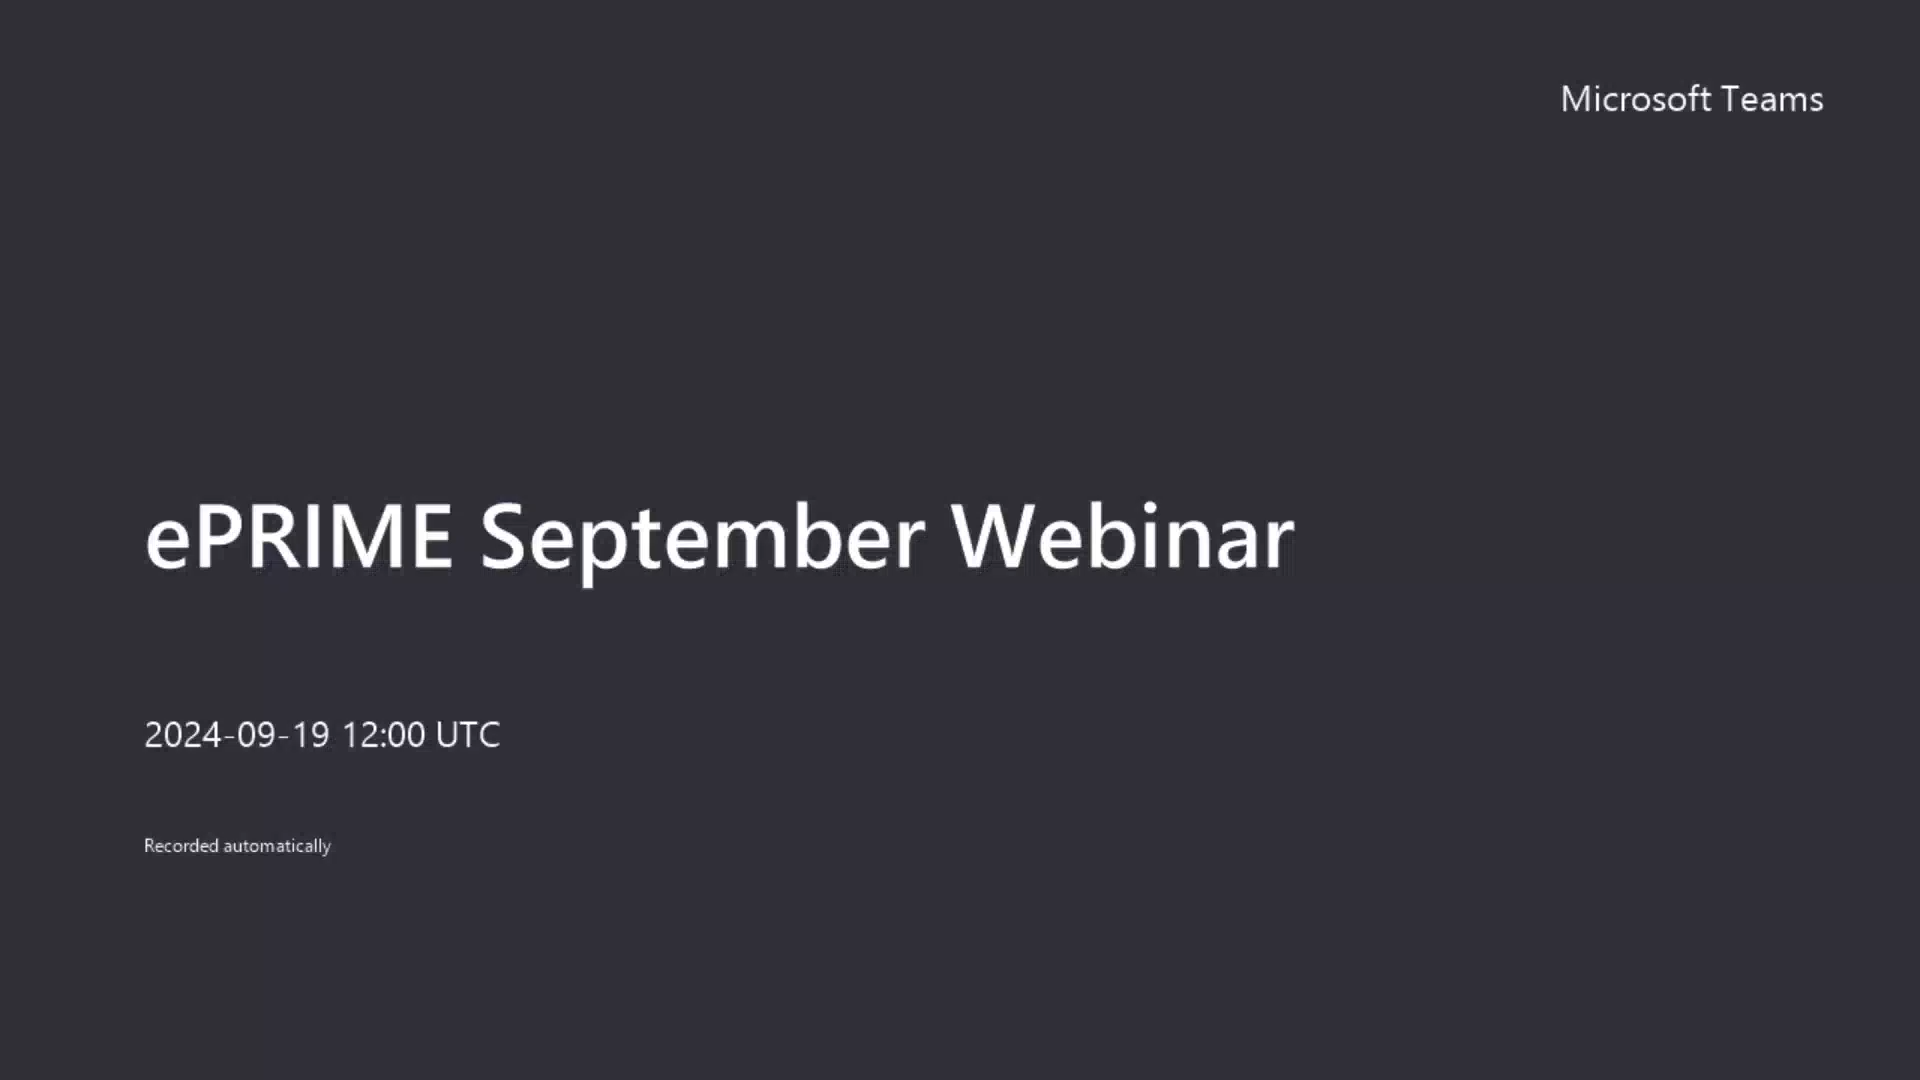 Microsoft Teams
ePRIME September Webinar
2024-09-19 12:00 UTC
Recorded automatically